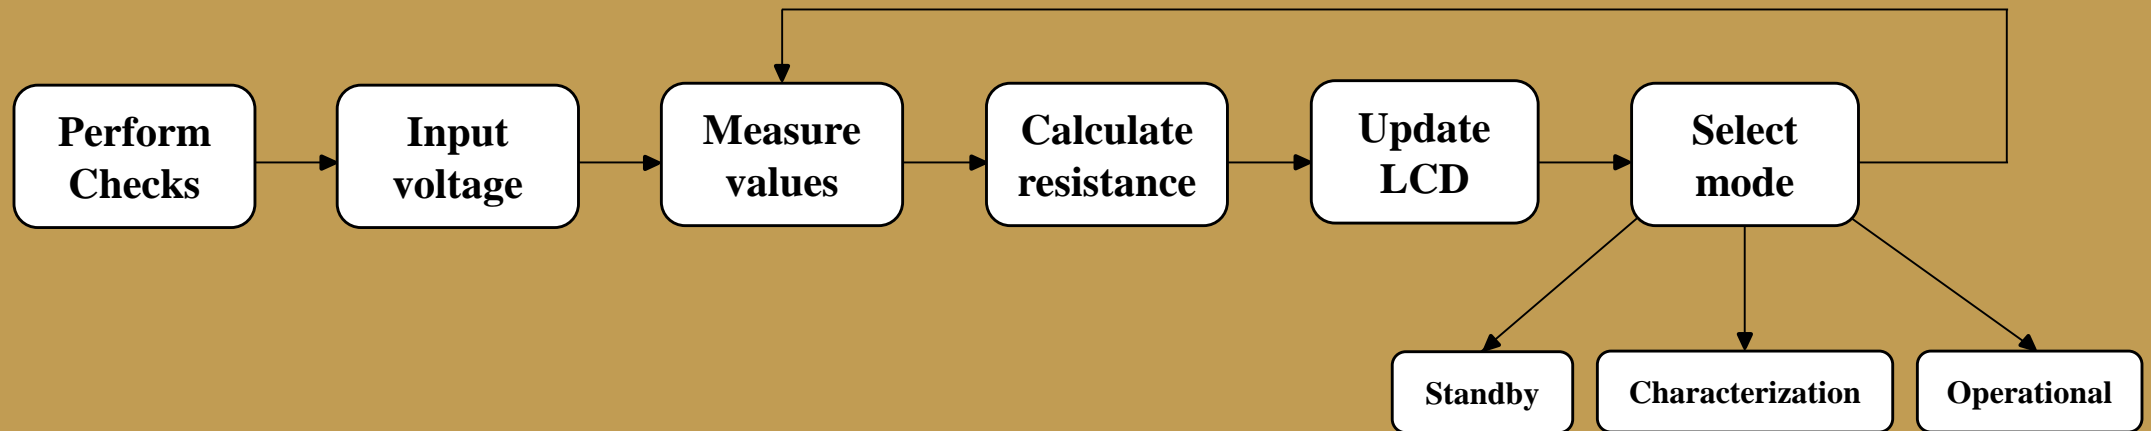 Perform
Checks
Input
voltage
Measure
values
Calculate
resistance
Update
LCD
Select
mode
Standby
Characterization
Operational